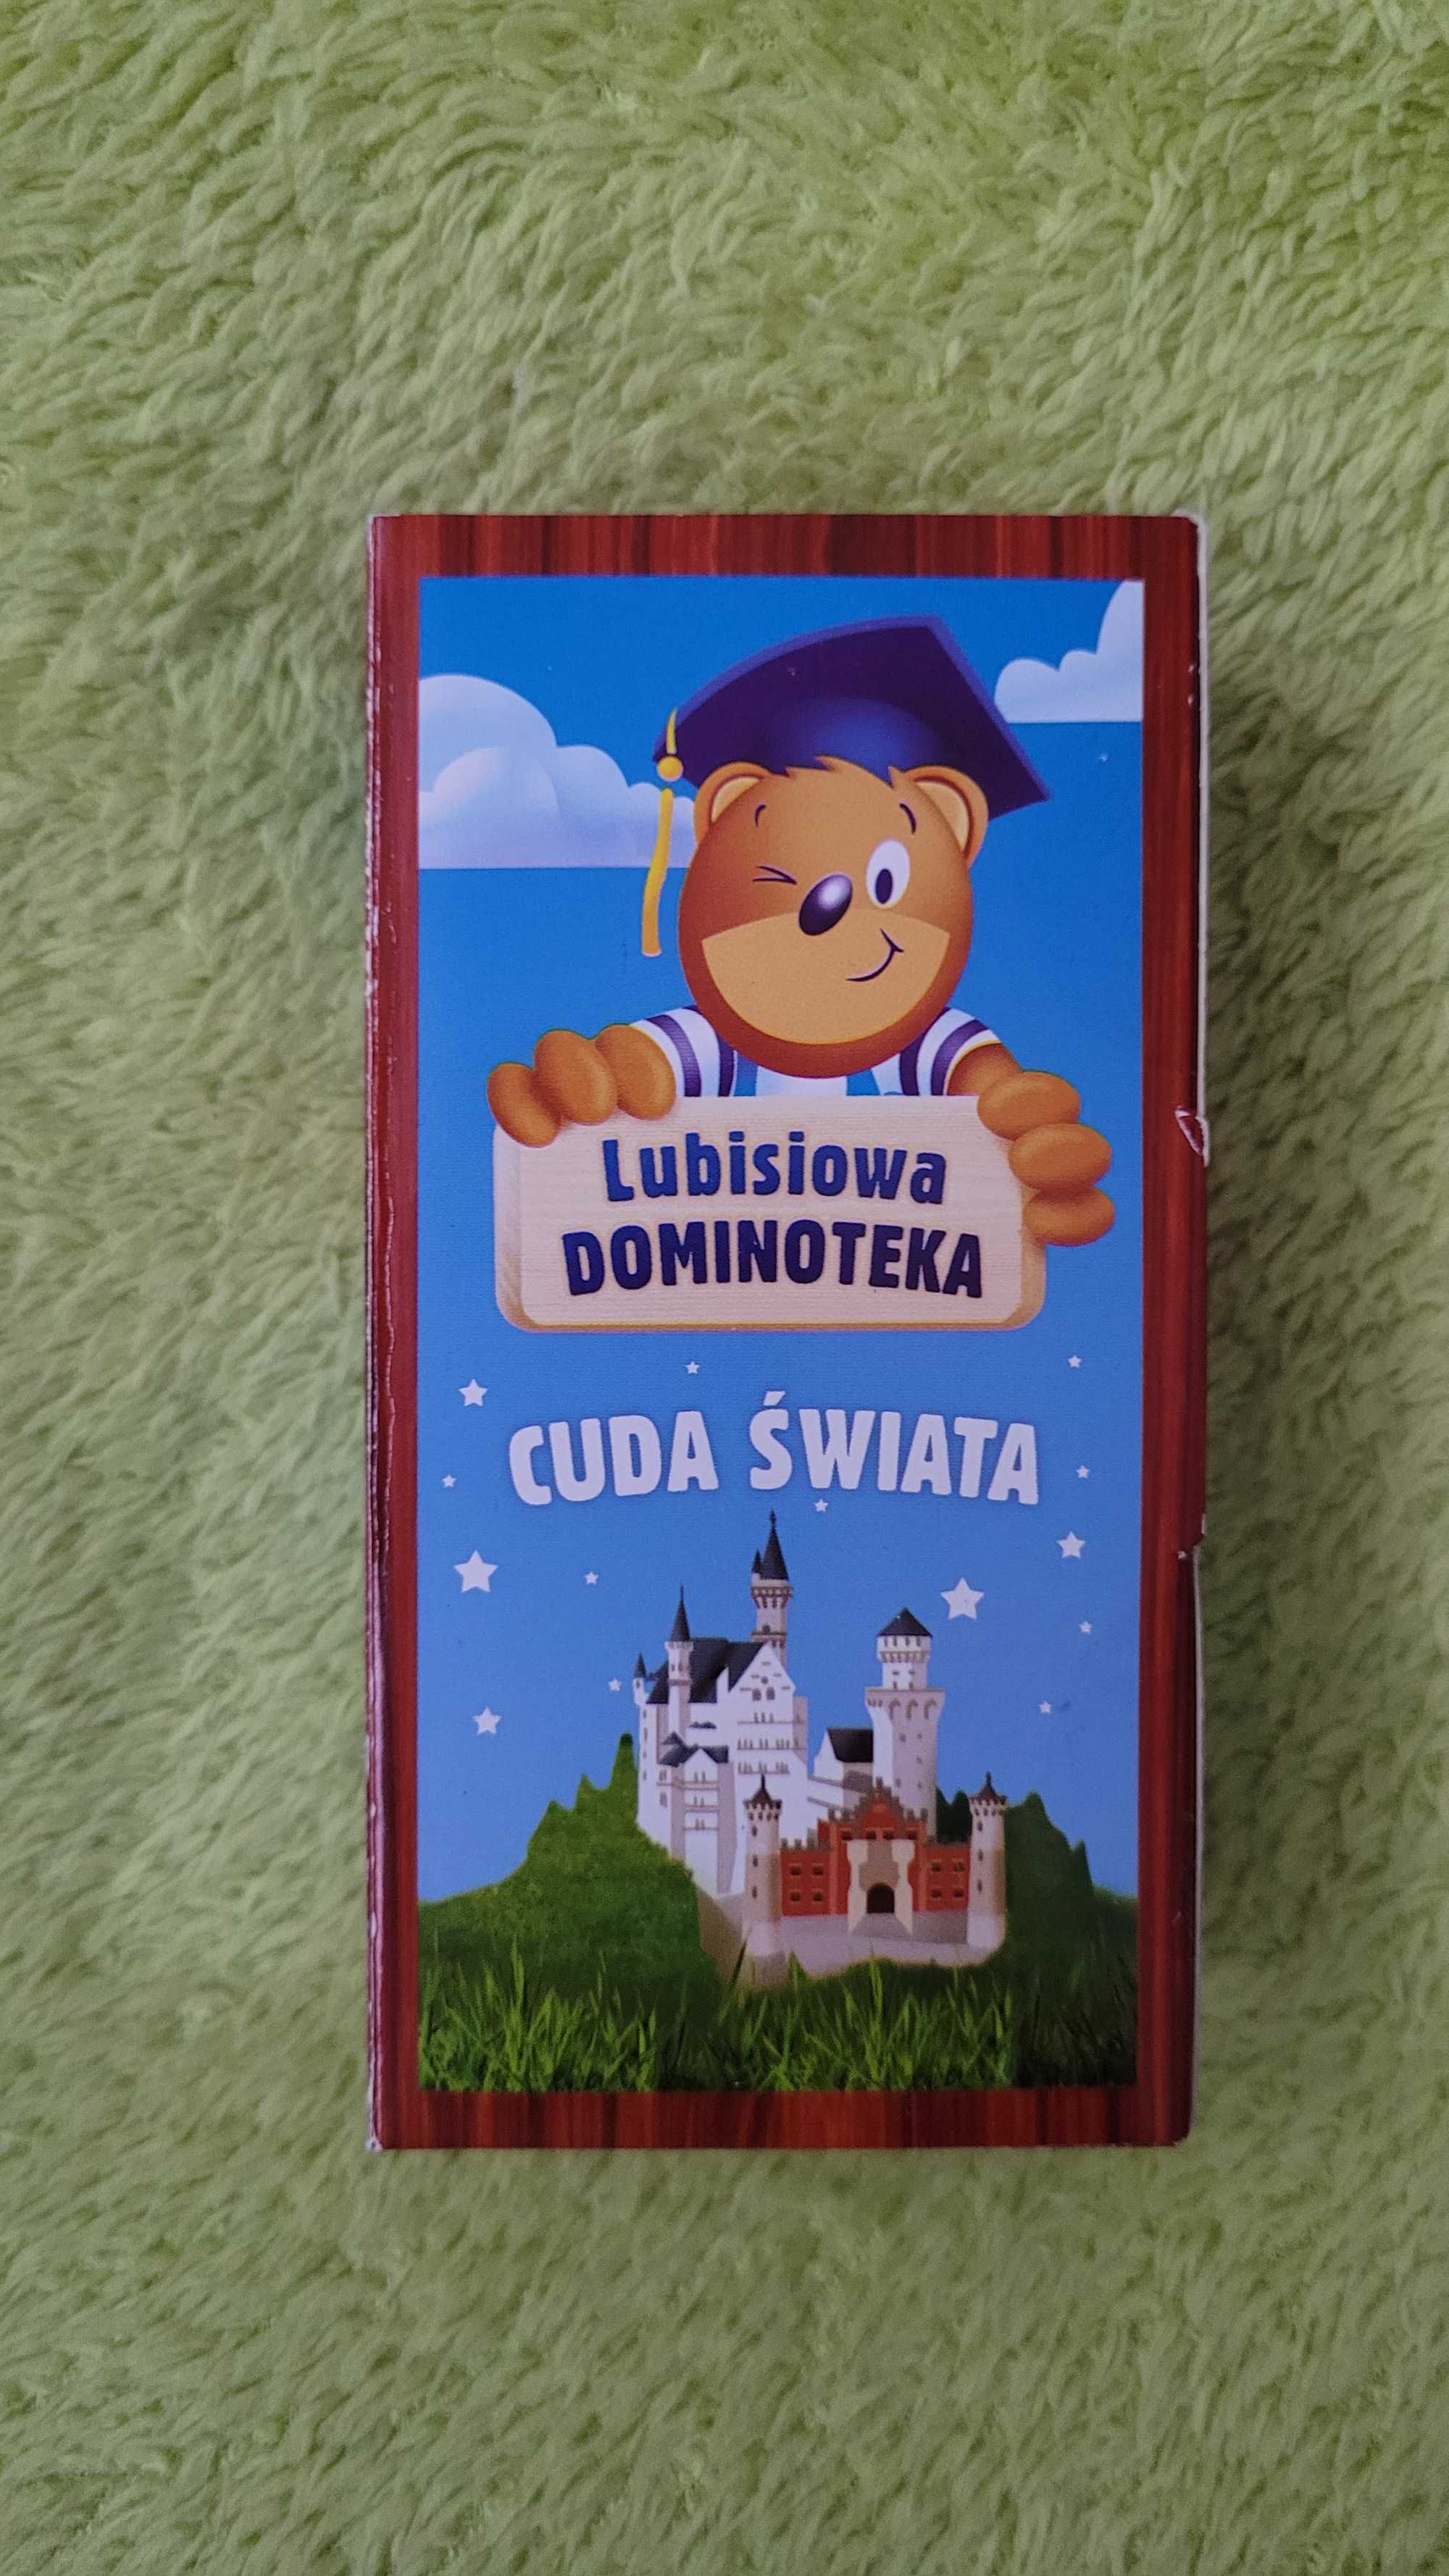 Lubisiowa
DOMINOTEKA
CUDA ŚWIATA